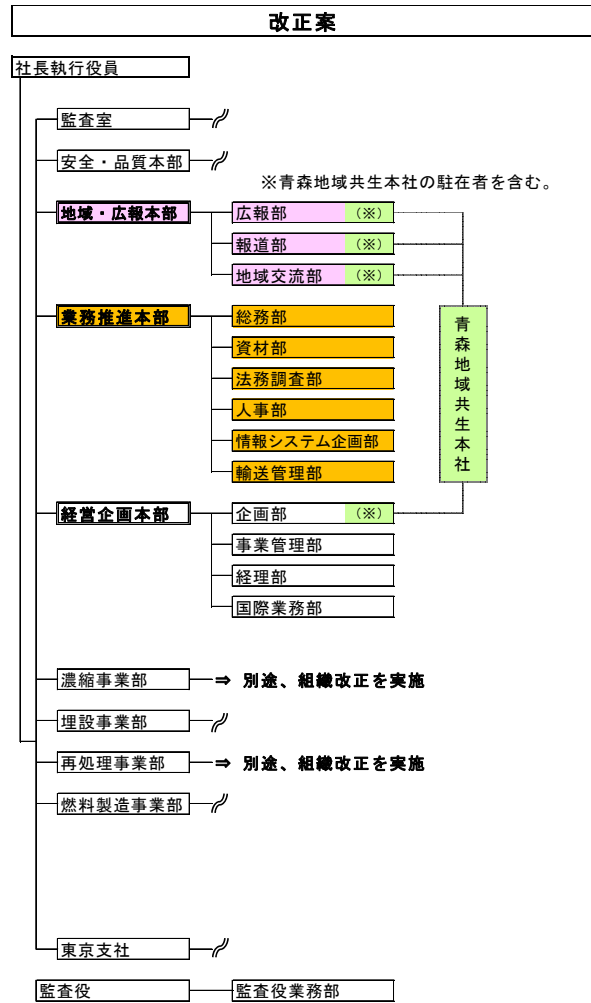 改正案
社長執行役員
監査室
安全・品質本部
※青森地域共生本社の駐在者を含む。
地域・広報本部
広報部 （※）
報道部 （※）
地域交流部 （※）
業務推進本部
総務部
資材部
法務調査部
人事部
情報システム企画部
輸送管理部
青森地域共生本社
経営企画本部
企画部 （※）
事業管理部
経理部
国際業務部
濃縮事業部 ⇒ 別途、組織改正を実施
埋設事業部
再処理事業部 ⇒ 別途、組織改正を実施
燃料製造事業部
東京支社
監査役 監査役業務部